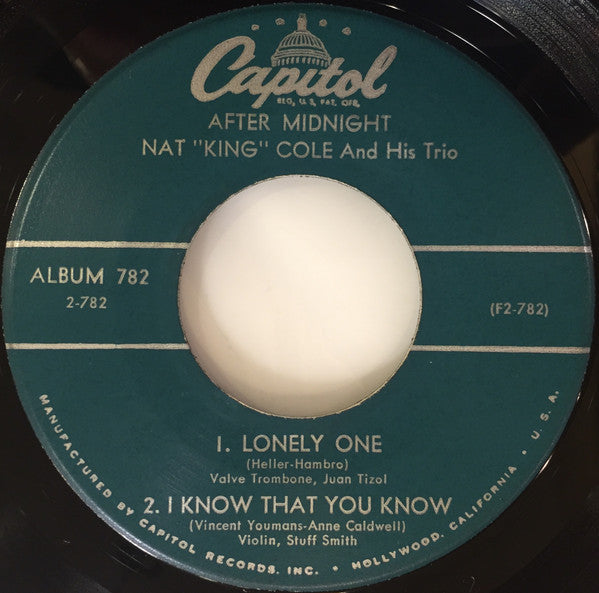 Capitol
REG. U.S. PAT. OFF.
AFTER MIDNIGHT
NAT "KING" COLE And His Trio
ALBUM 782
2-782
(F2-782)
1. LONELY ONE
(Heller-Hambro)
Valve Trombone, Juan Tizol
2. I KNOW THAT YOU KNOW
(Vincent Youmans-Anne Caldwell)
Violin, Stuff Smith
MANUFACTURED BY CAPITOL RECORDS, INC. • HOLLYWOOD, CALIFORNIA • U.S.A.